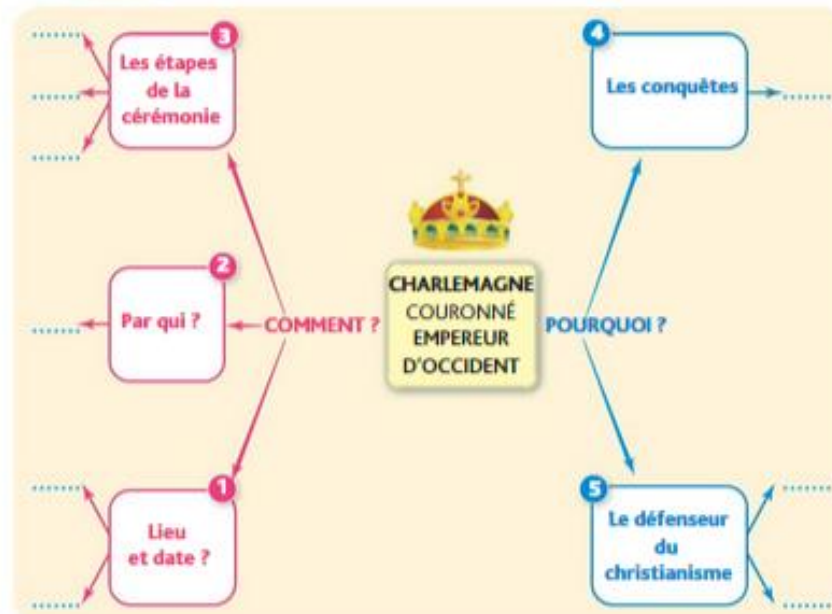 3
Les étapes
de la
cérémonie
4
Les conquêtes
2
Par qui ?
COMMENT ?
CHARLEMAGNE
COURONNÉ
EMPEREUR
D'OCCIDENT
POURQUOI ?
1
Lieu
et date ?
5
Le défenseur
du
christianisme